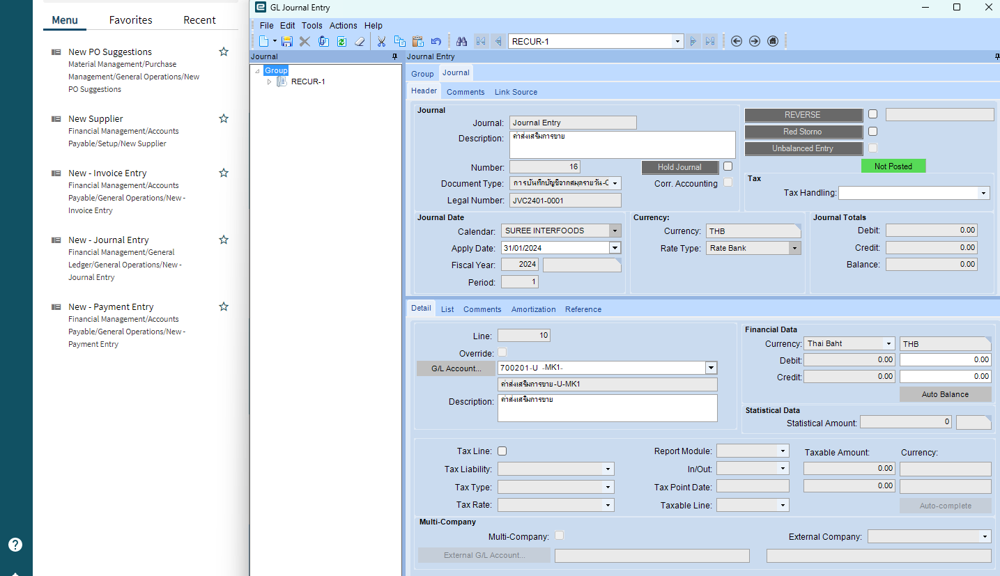 Menu Favorites Recent
New PO Suggestions
Material Management/Purchase
Management/General Operations/New
PO Suggestions
New Supplier
Financial Management/Accounts
Payable/Setup/New Supplier
New - Invoice Entry
Financial Management/Accounts
Payable/General Operations/New -
Invoice Entry
New - Journal Entry
Financial Management/General
Ledger/General Operations/New -
Journal Entry
New - Payment Entry
Financial Management/Accounts
Payable/General Operations/New -
Payment Entry
GL Journal Entry
File Edit Tools Actions Help
RECUR-1
Journal
Group
RECUR-1
Journal Entry
Group Journal
Header Comments Link Source
Journal
Journal: Journal Entry
Description: ค่าส่งเสริมการขาย
Number: 16
Hold Journal
Document Type: การบันทึกบัญชีจากสมุดรายวัน-C
Corr. Accounting
Legal Number: JVC2401-0001
REVERSE
Red Storno
Unbalanced Entry
Not Posted
Tax
Tax Handling:
Journal Date
Calendar: SUREE INTERFOODS
Apply Date: 31/01/2024
Fiscal Year: 2024
Period: 1
Currency:
Currency: THB
Rate Type: Rate Bank
Journal Totals
Debit: 0.00
Credit: 0.00
Balance: 0.00
Detail List Comments Amortization Reference
Line: 10
Override:
G/L Account... 700201-U -MK1-
ค่าส่งเสริมการขาย-U-MK1
Description: ค่าส่งเสริมการขาย
Financial Data
Currency: Thai Baht THB
Debit: 0.00 0.00
Credit: 0.00 0.00
Auto Balance
Statistical Data
Statistical Amount: 0
Tax Line: Report Module: Taxable Amount: Currency:
Tax Liability: In/Out: 0.00
Tax Type: Tax Point Date: 0.00
Tax Rate: Taxable Line: Auto-complete
Multi-Company
Multi-Company: External Company:
External G/L Account...